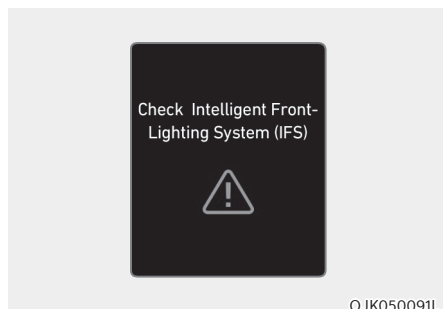 Check Intelligent Front-
Lighting System (IFS)
OJK050091L